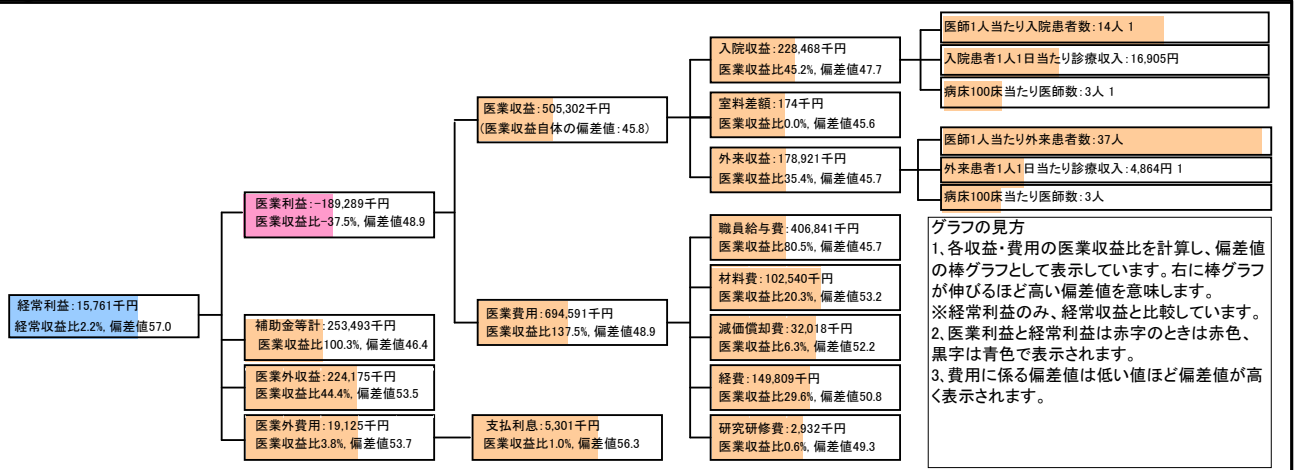 経常利益:15,761千円
経常収益比2.2%, 偏差値57.0
医業利益:-189,289千円
医業収益比-37.5%, 偏差値48.9
補助金等計:253,493千円
医業収益比100.3%, 偏差値46.4
医業外収益:224,175千円
医業収益比44.4%, 偏差値53.5
医業外費用:19,125千円
医業収益比3.8%, 偏差値53.7
医業収益:505,302千円
(医業収益自体の偏差値:45.8)
医業費用:694,591千円
医業収益比137.5%, 偏差値48.9
支払利息:5,301千円
医業収益比1.0%, 偏差値56.3
入院収益:228,468千円
医業収益比45.2%, 偏差値47.7
室料差額:174千円
医業収益比0.0%, 偏差値45.6
外来収益:178,921千円
医業収益比35.4%, 偏差値45.7
職員給与費:406,841千円
医業収益比80.5%, 偏差値45.7
材料費:102,540千円
医業収益比20.3%, 偏差値53.2
減価償却費:32,018千円
医業収益比6.3%, 偏差値52.2
経費:149,809千円
医業収益比29.6%, 偏差値50.8
研究研修費:2,932千円
医業収益比0.6%, 偏差値49.3
医師1人当たり入院患者数:14人 1
入院患者1人1日当たり診療収入:16,905円
病床100床当たり医師数:3人 1
医師1人当たり外来患者数:37人
外来患者1人1日当たり診療収入:4,864円 1
病床100床当たり医師数:3人
グラフの見方
1、各収益・費用の医業収益比を計算し、偏差値
の棒グラフとして表示しています。右に棒グラフ
が伸びるほど高い偏差値を意味します。
※経常利益のみ、経常収益と比較しています。
2、医業利益と経常利益は赤字のときは赤色、
黒字は青色で表示されます。
3、費用に係る偏差値は低い値ほど偏差値が高
く表示されます。